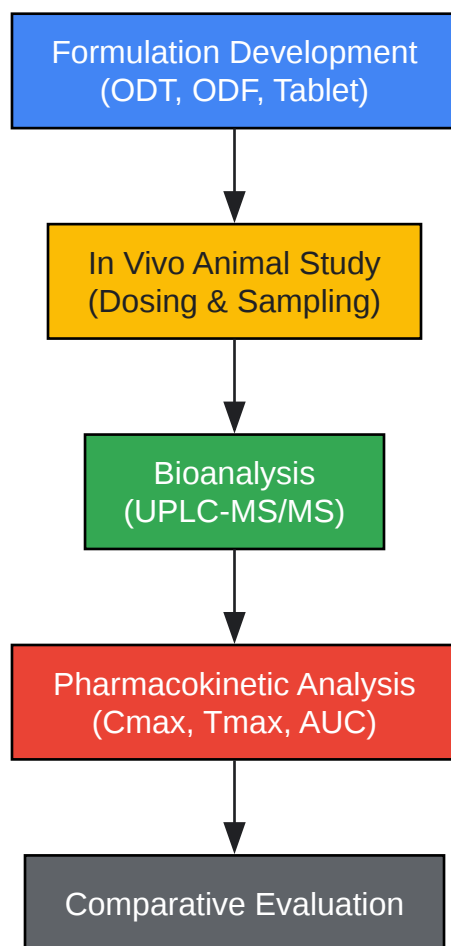 Formulation Development
(ODT, ODF, Tablet)
In Vivo Animal Study
(Dosing & Sampling)
Bioanalysis
(UPLC-MS/MS)
Pharmacokinetic Analysis
(Cmax, Tmax, AUC)
Comparative Evaluation